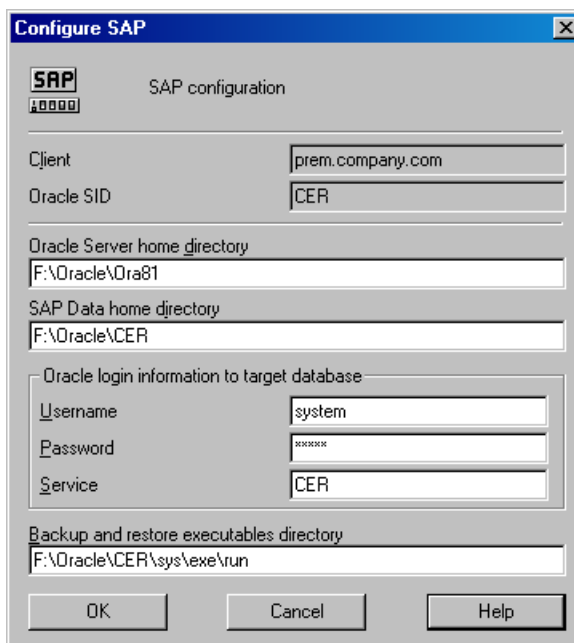 Configure SAP
SAP
SAP configuration
Client prem.company.com
Oracle SID CER
Oracle Server home directory
F:\Oracle\Ora81
SAP Data home directory
F:\Oracle\CER
Oracle login information to target database
Username system
Password *****
Service CER
Backup and restore executables directory
F:\Oracle\CER\sys\exe\run
OK Cancel Help